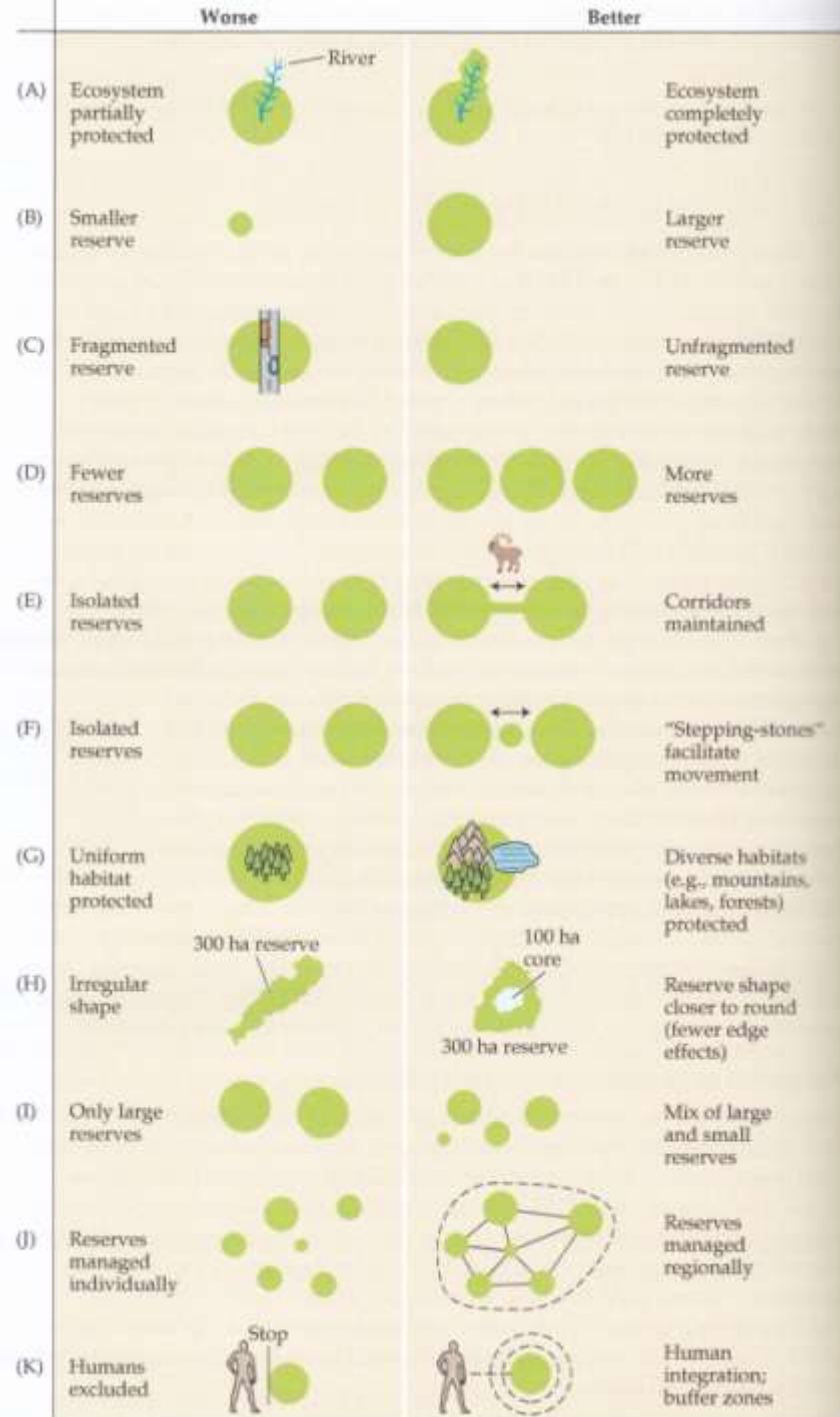 Worse
Better
(A)
Ecosystem
partially
protected
River
Ecosystem
completely
protected
(B)
Smaller
reserve
Larger
reserve
(C)
Fragmented
reserve
Unfragmented
reserve
(D)
Fewer
reserves
More
reserves
(E)
Isolated
reserves
Corridors
maintained
(F)
Isolated
reserves
"Stepping-stones"
facilitate
movement
(G)
Uniform
habitat
protected
Diverse habitats
(e.g., mountains,
lakes, forests)
protected
(H)
Irregular
shape
300 ha reserve
100 ha
core
300 ha reserve
Reserve shape
closer to round
(fewer edge
effects)
(I)
Only large
reserves
Mix of large
and small
reserves
(J)
Reserves
managed
individually
Reserves
managed
regionally
(K)
Humans
excluded
Stop
Human
integration;
buffer zones